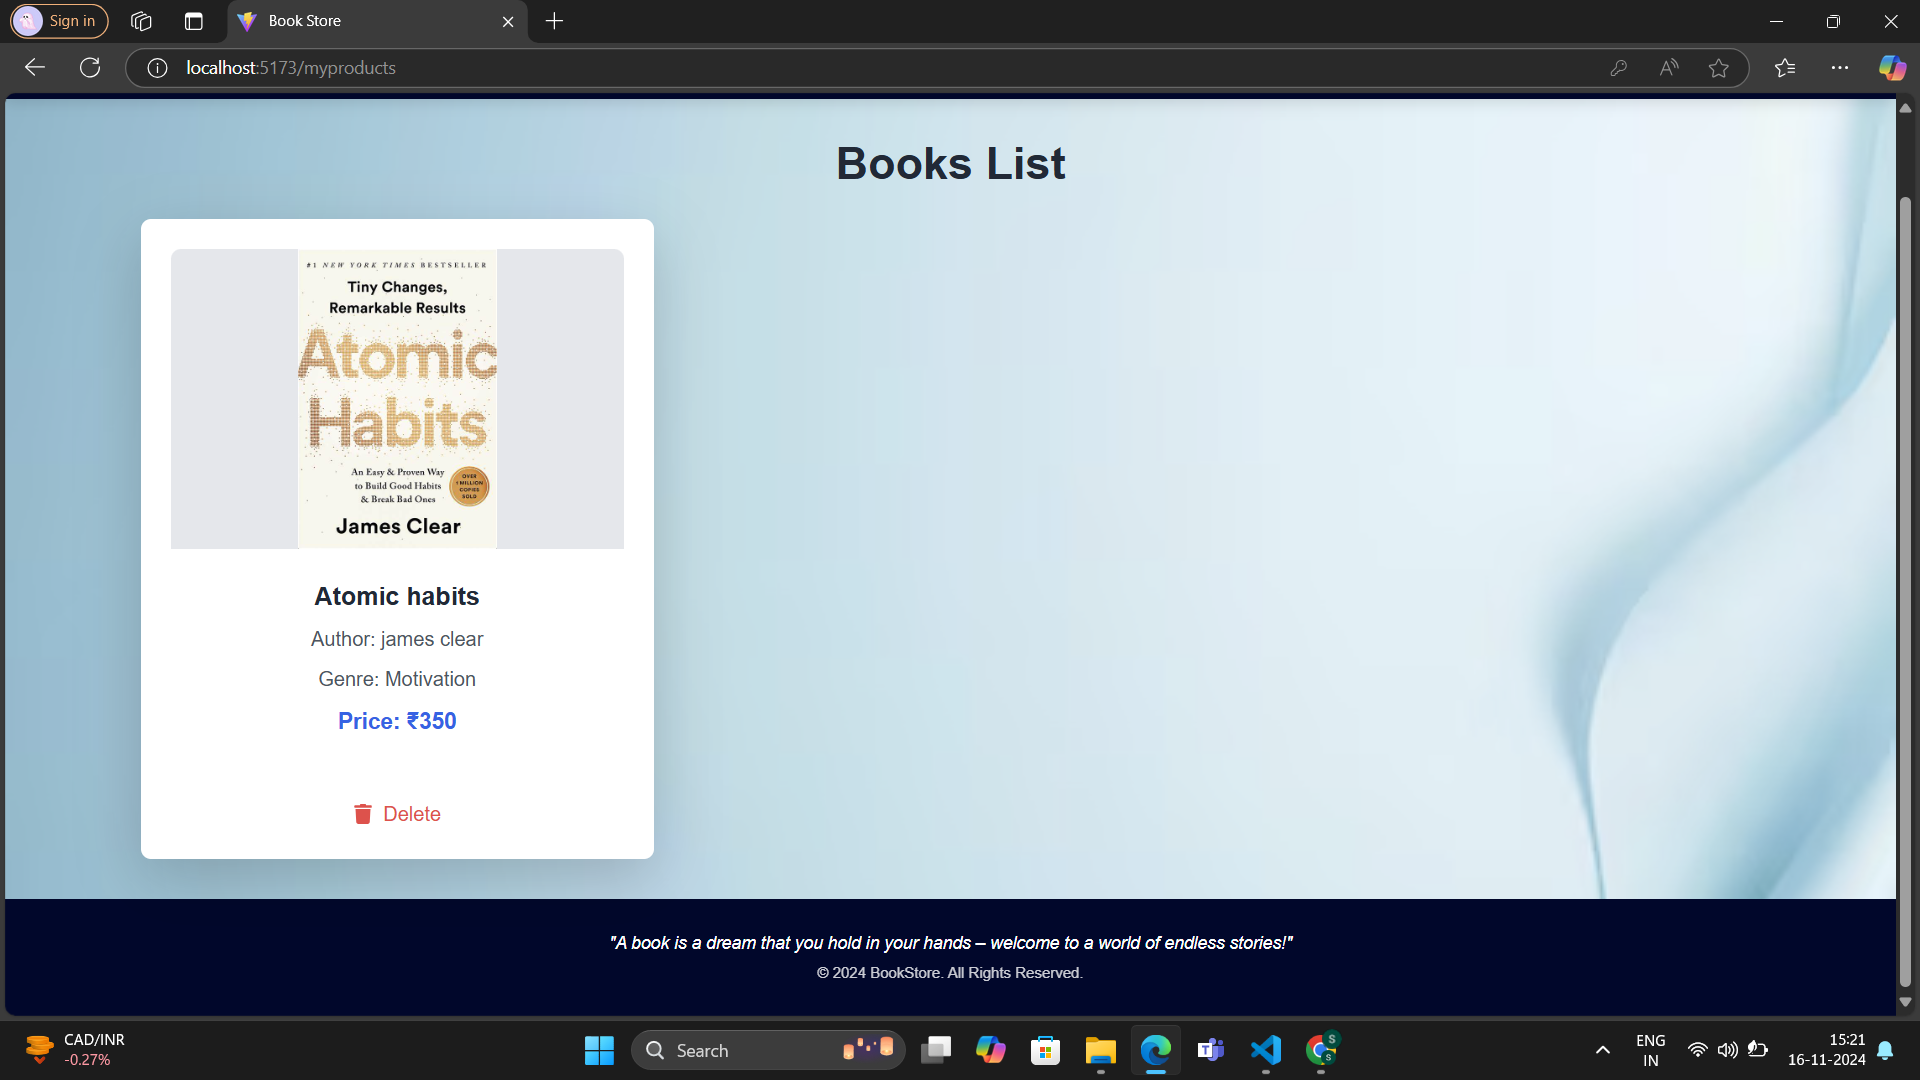 Sign in
Book Store
localhost:5173/myproducts
Books List
#1 NEW YORK TIMES BESTSELLER
Tiny Changes,
Remarkable Results
Atomic
Habits
An Easy & Proven Way
to Build Good Habits
& Break Bad Ones
OVER
1 MILLION
COPIES
SOLD
James Clear
Atomic habits
Author: james clear
Genre: Motivation
Price: ₹350
Delete
"A book is a dream that you hold in your hands – welcome to a world of endless stories!"
© 2024 BookStore. All Rights Reserved.
CAD/INR
-0.27%
Search
S
S
ENG
IN
15:21
16-11-2024